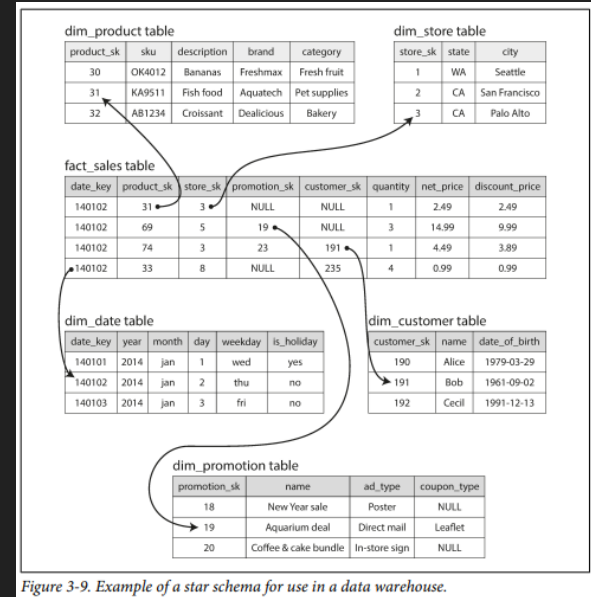 dim_product table
product_sk sku description brand category
30 OK4012 Bananas Freshmax Fresh fruit
31 KA9511 Fish food Aquatech Pet supplies
32 AB1234 Croissant Dealicious Bakery
dim_store table
store_sk state city
1 WA Seattle
2 CA San Francisco
3 CA Palo Alto
fact_sales table
date_key product_sk store_sk promotion_sk customer_sk quantity net_price discount_price
140102 31 3 NULL NULL 1 2.49 2.49
140102 69 5 19 NULL 3 14.99 9.99
140102 74 3 23 191 1 4.49 3.89
140102 33 8 NULL 235 4 0.99 0.99
dim_date table
date_key year month day weekday is_holiday
140101 2014 jan 1 wed yes
140102 2014 jan 2 thu no
140103 2014 jan 3 fri no
dim_customer table
customer_sk name date_of_birth
190 Alice 1979-03-29
191 Bob 1961-09-02
192 Cecil 1991-12-13
dim_promotion table
promotion_sk name ad_type coupon_type
18 New Year sale Poster NULL
19 Aquarium deal Direct mail Leaflet
20 Coffee & cake bundle In-store sign NULL
Figure 3-9. Example of a star schema for use in a data warehouse.